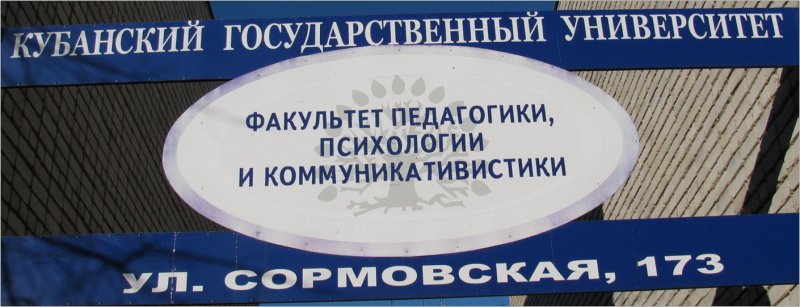 КУБАНСКИЙ ГОСУДАРСТВЕННЫЙ УНИВЕРСИТЕТ
ФАКУЛЬТЕТ ПЕДАГОГИКИ,
ПСИХОЛОГИИ
И КОММУНИКАТИВИСТИКИ
УЛ. СОРМОВСКАЯ, 173